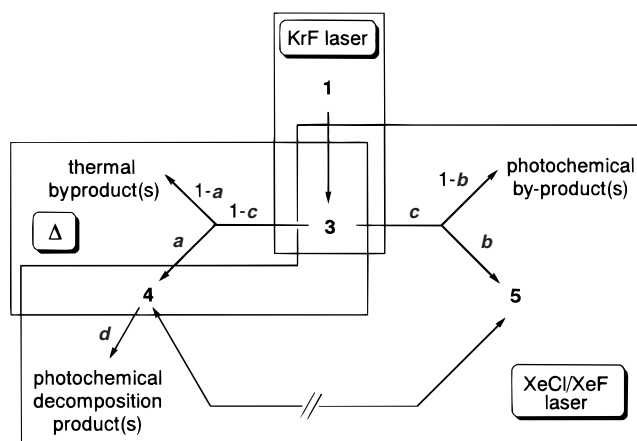 KrF laser
1
thermal
byproduct(s)
1-a
1-c
Δ
a
3
c
photochemical
by-product(s)
1-b
b
4
5
d
photochemical
decomposition
product(s)
XeCl/XeF
laser